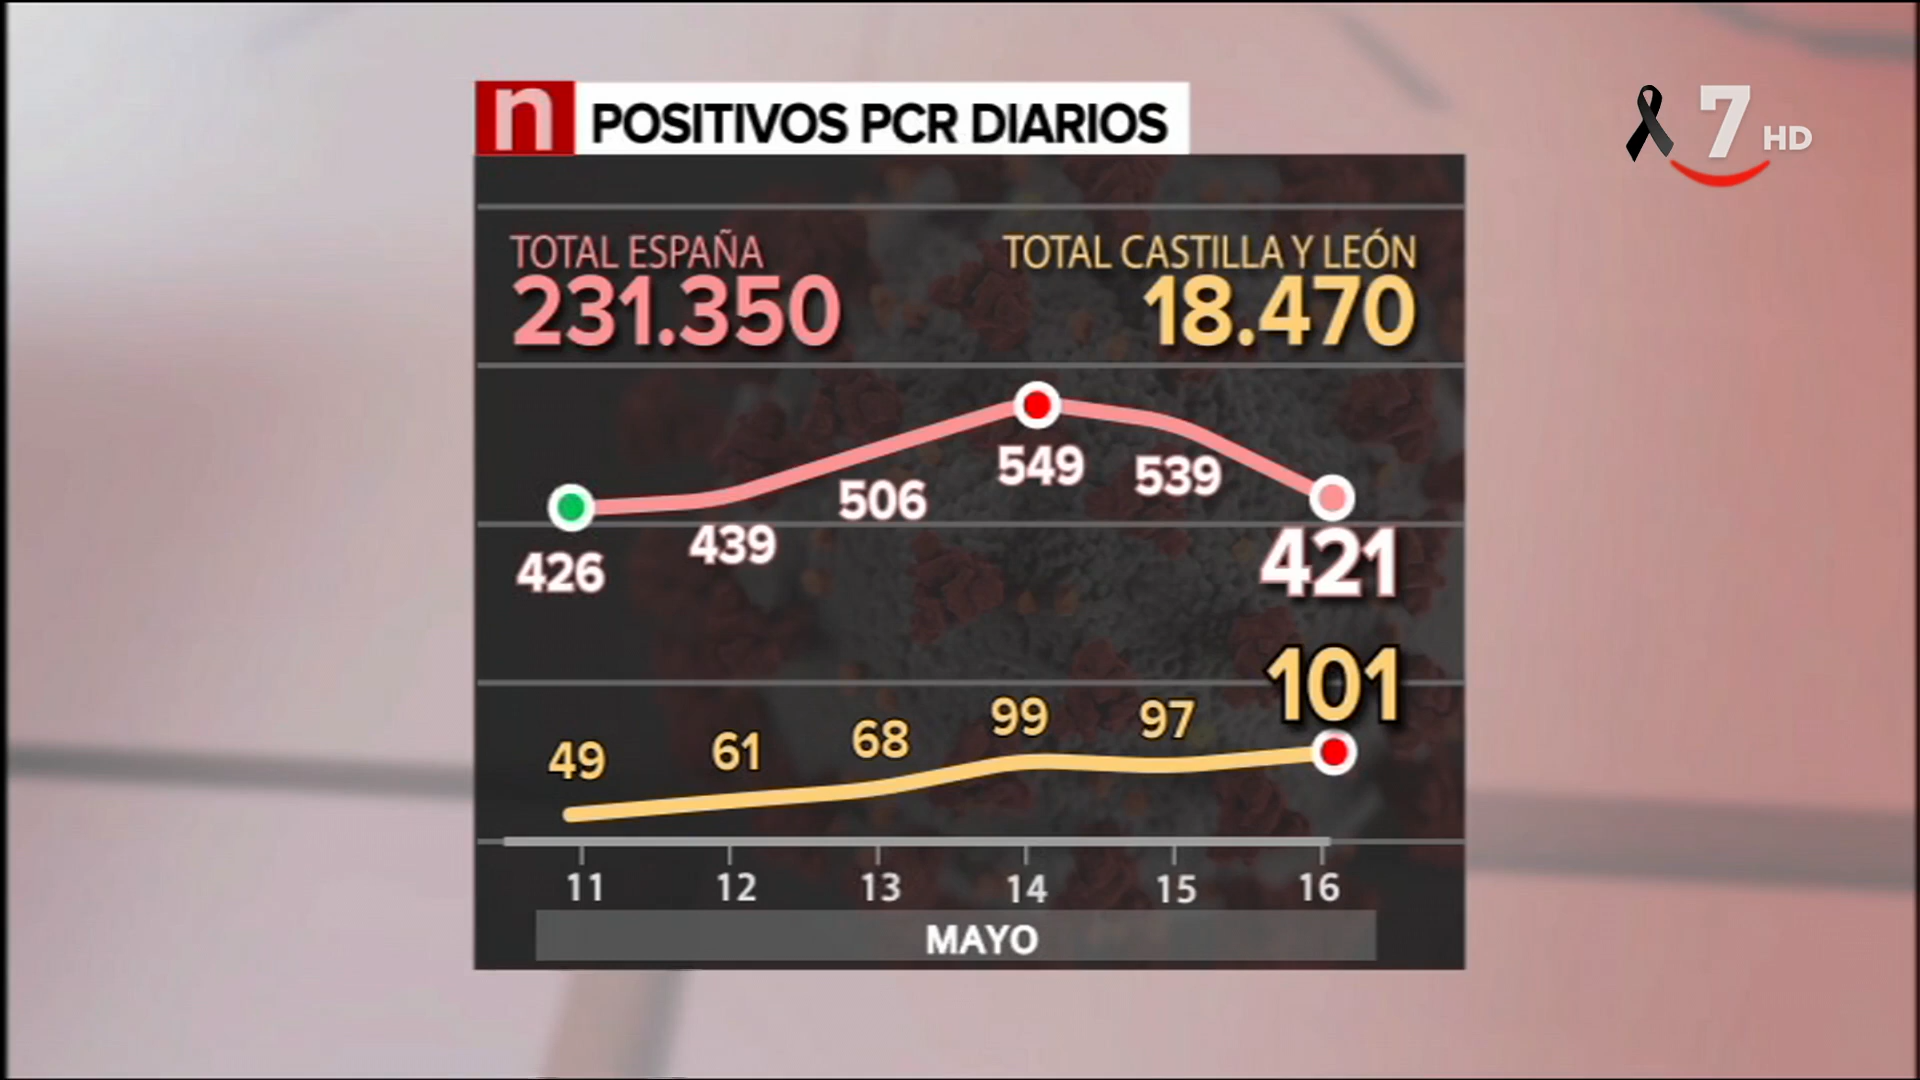 n POSITIVOS PCR DIARIOS
7 HD
TOTAL ESPAÑA
231.350
TOTAL CASTILLA Y LEÓN
18.470
426 439 506 549 539 421
49 61 68 99 97 101
11 12 13 14 15 16
MAYO